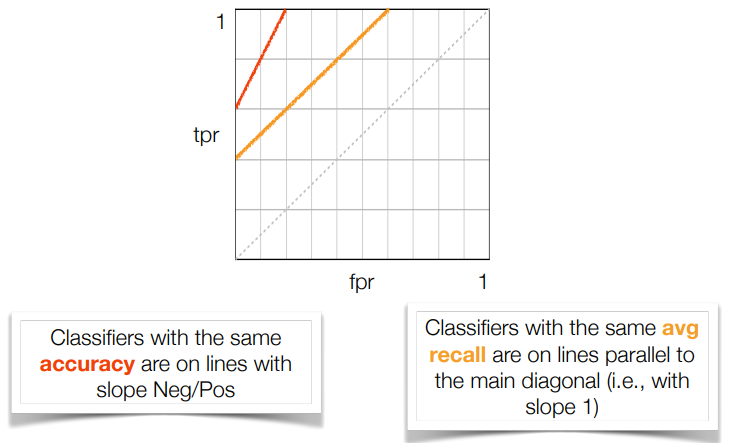 1
tpr
fpr
1
Classifiers with the same
accuracy are on lines with
slope Neg/Pos
Classifiers with the same avg
recall are on lines parallel to
the main diagonal (i.e., with
slope 1)